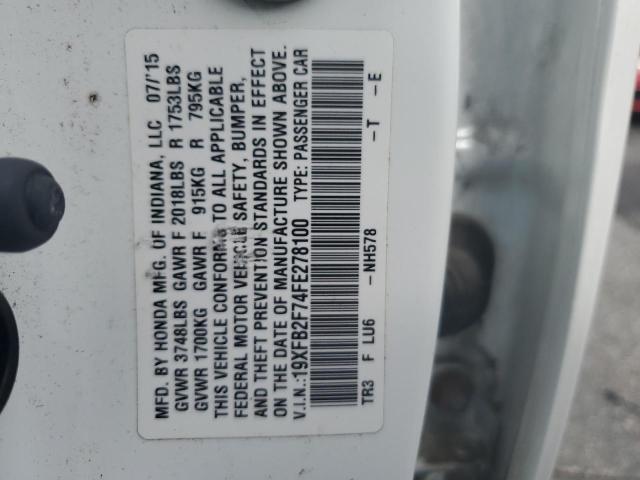 MFD. BY HONDA MFG. OF INDIANA, LLC 07/'15
GVWR 3748LBS GAWR F 2018LBS R 1753LBS
GVWR 1700KG GAWR F 915KG R 795KG
THIS VEHICLE CONFORMS TO ALL APPLICABLE
FEDERAL MOTOR VEHICLE SAFETY, BUMPER,
AND THEFT PREVENTION STANDARDS IN EFFECT
ON THE DATE OF MANUFACTURE SHOWN ABOVE.
V.I.N.:19XFB2F74FE278100 TYPE: PASSENGER CAR
TR3 F LU6 -NH578 -T -E